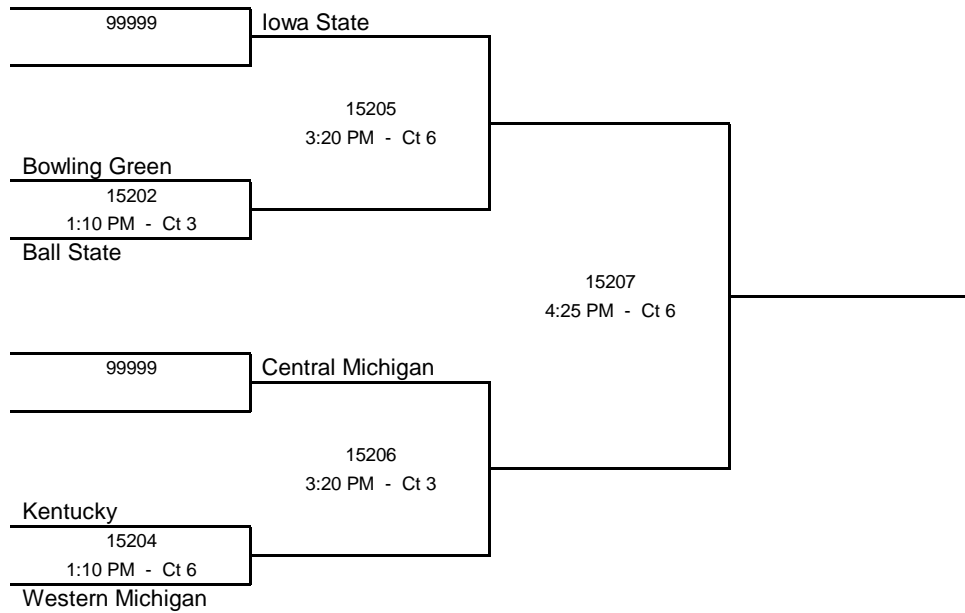 99999
Iowa State
15205
3:20 PM - Ct 6
Bowling Green
15202
1:10 PM - Ct 3
Ball State
15207
4:25 PM - Ct 6
99999
Central Michigan
15206
3:20 PM - Ct 3
Kentucky
15204
1:10 PM - Ct 6
Western Michigan